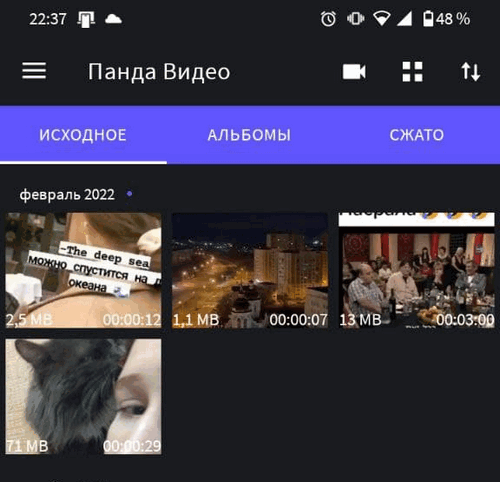 22:37
48 %
Панда Видео
ИСХОДНОЕ
АЛЬБОМЫ
СЖАТО
февраль 2022
-The deep sea
можно спустится на
океана
2,5 MB
00:00:12
1,1 MB
00:00:07
13 MB
00:03:00
71 MB
00:00:29